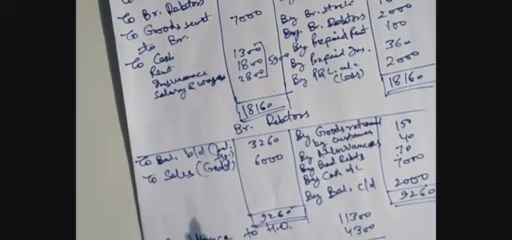 To Br. Debtors
To Goods sent
to Br. 7000
To Cash
Rent 1300
Insurance 1800 5900
Salary & wages 2800
18160
By Br. Stock
By Br. Debtors 2000
By Prepaid Rent 100
By Prepaid Ins. 360
By P&L a/c 2000
(Loss)
18160
Br. Debtors
To Bal. b/d 3260
To Sales (Credit) 6000
9260
By Goods returned 150
by customer
By Allowances 40
By Bad Debts 70
By Cash a/c 7000
By Bal. c/d 2000
9260
to H.O. 11300
4300